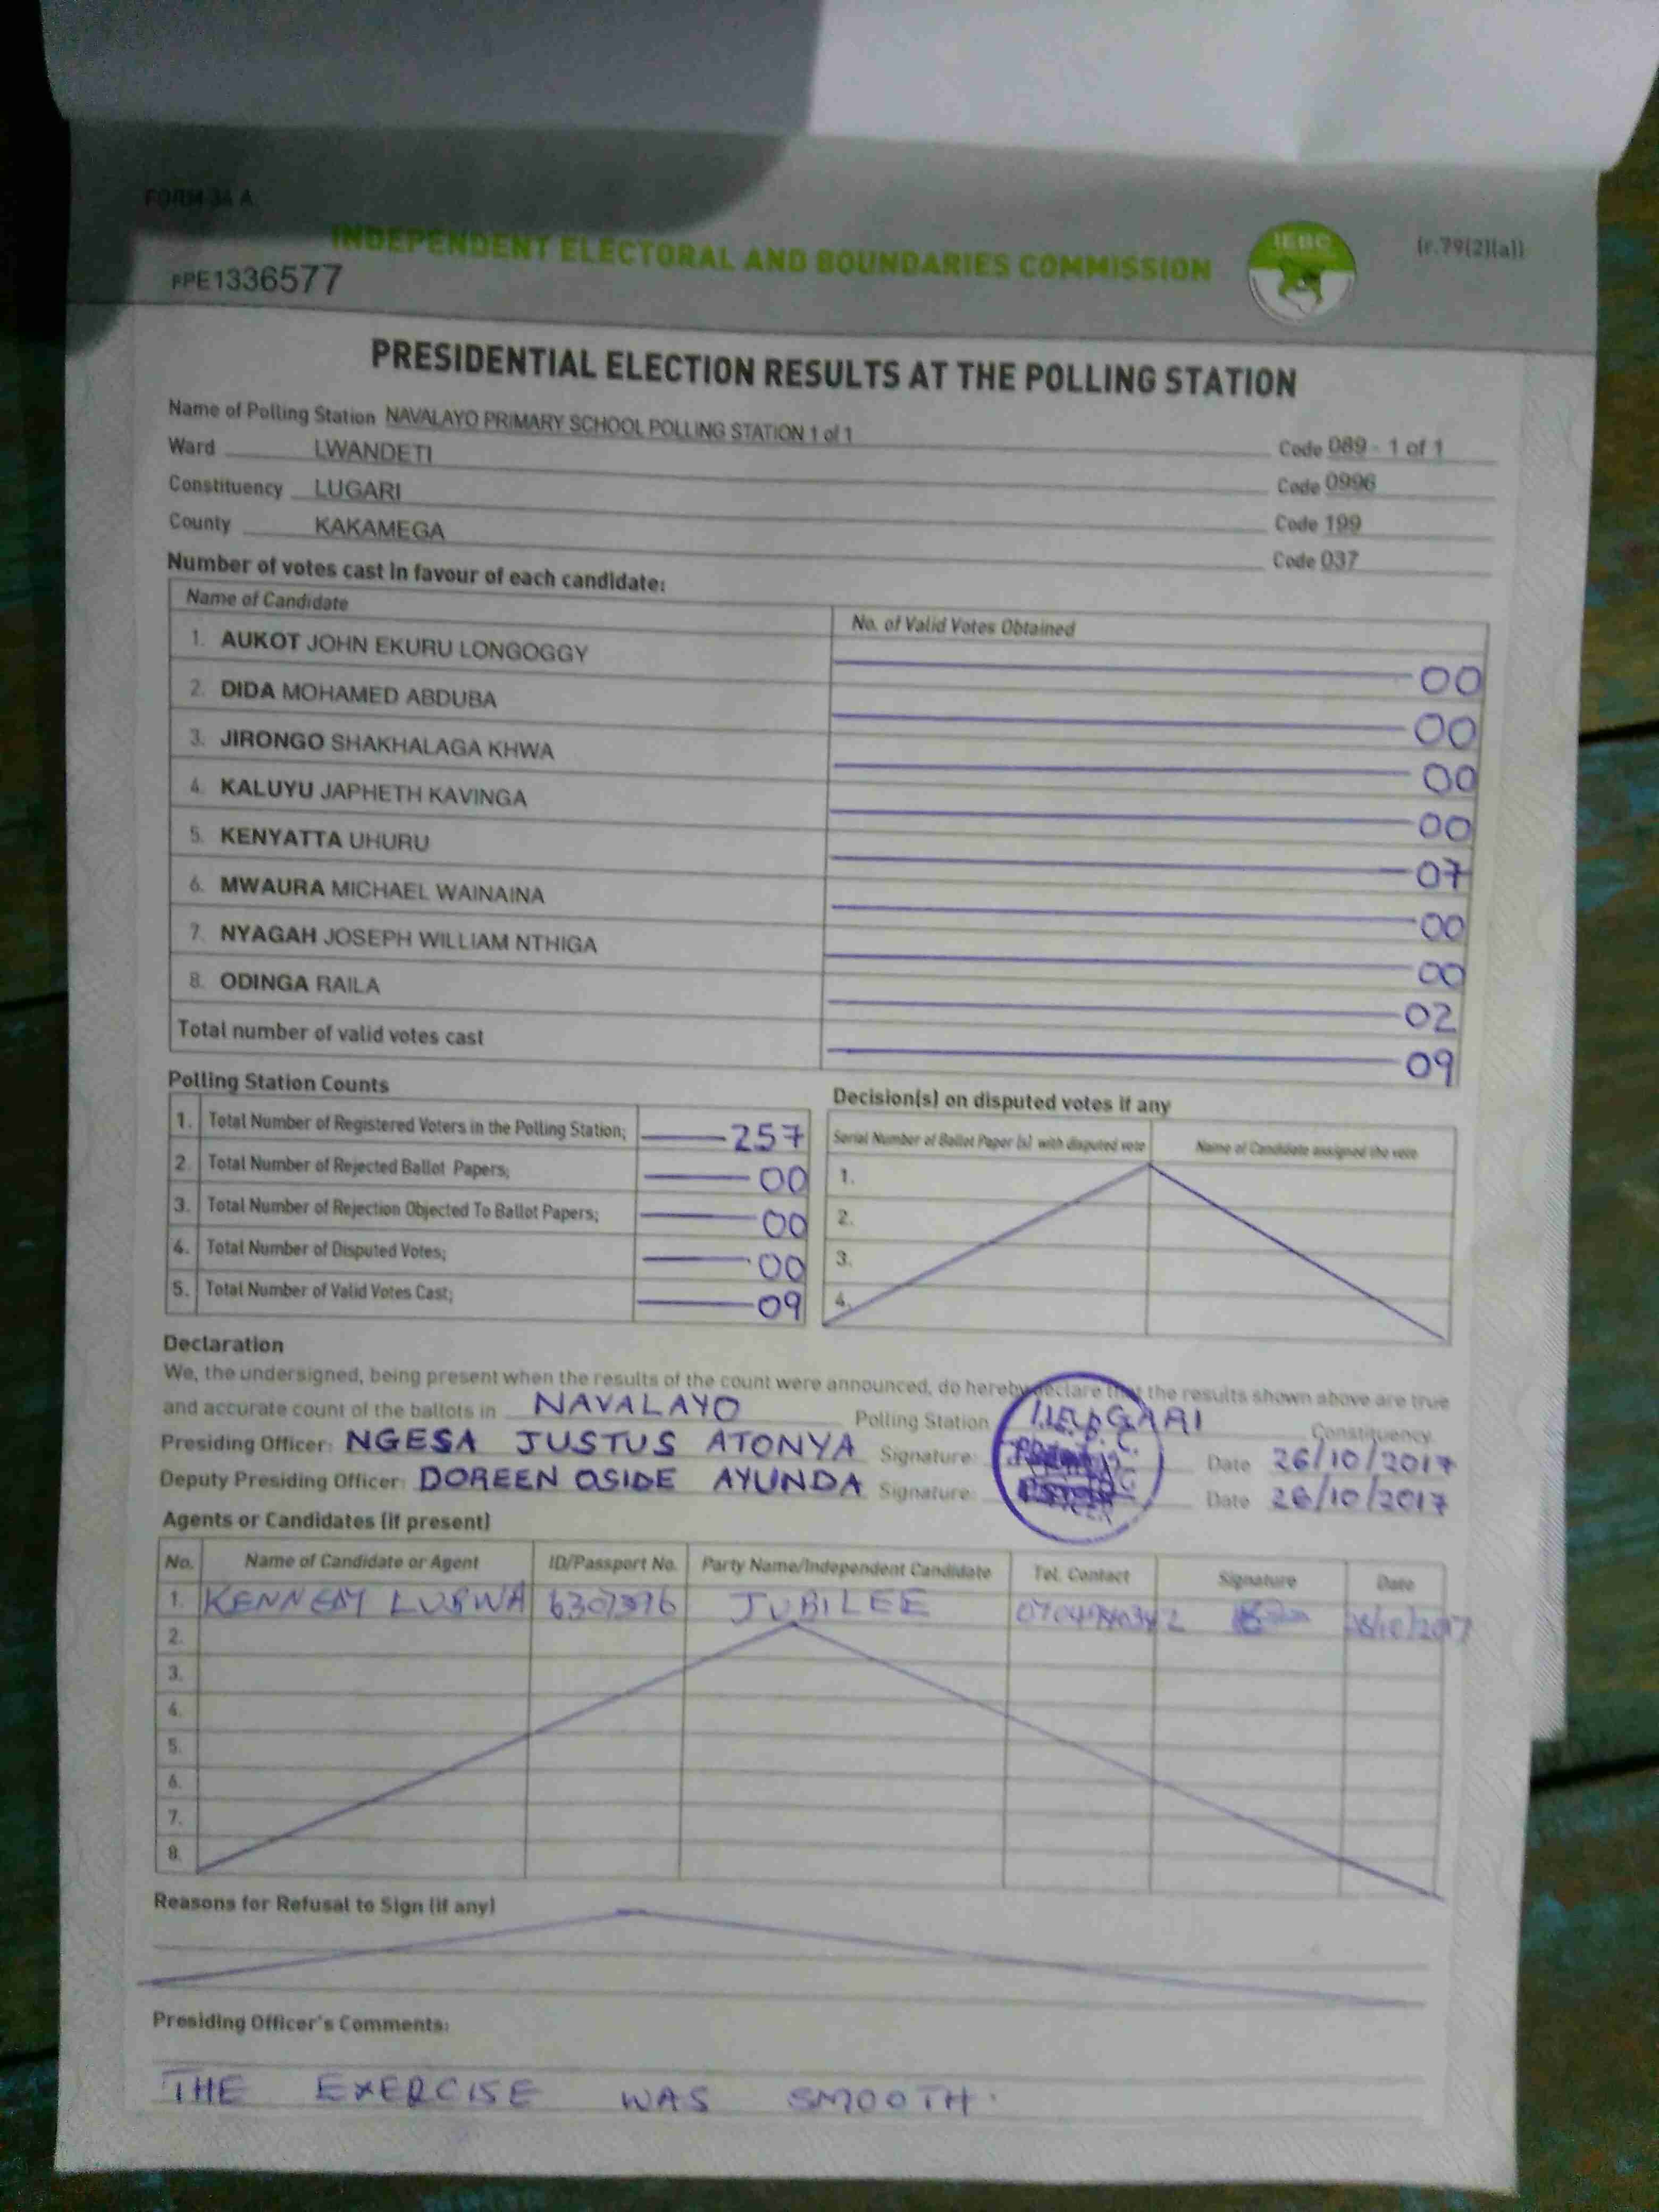 FORM 34 A
INDEPENDENT ELECTORAL AND BOUNDARIES COMMISSION
IEBC
(r.79(2)(a))
PPE1336577
PRESIDENTIAL ELECTION RESULTS AT THE POLLING STATION
Name of Polling Station NAVALAYO PRIMARY SCHOOL POLLING STATION 1 of 1 Code 089 - 1 of 1
Ward LWANDETI Code 0996
Constituency LUGARI Code 199
County KAKAMEGA Code 037
Number of votes cast in favour of each candidate:
Name of Candidate No. of Valid Votes Obtained
1. AUKOT JOHN EKURU LONGOGGY 00
2. DIDA MOHAMED ABDUBA 00
3. JIRONGO SHAKHALAGA KHWA 00
4. KALUYU JAPHETH KAVINGA 00
5. KENYATTA UHURU 07
6. MWAURA MICHAEL WAINAINA 00
7. NYAGAH JOSEPH WILLIAM NTHIGA 00
8. ODINGA RAILA 02
Total number of valid votes cast 09
Polling Station Counts
1. Total Number of Registered Voters in the Polling Station; 257
2. Total Number of Rejected Ballot Papers; 00
3. Total Number of Rejection Objected To Ballot Papers; 00
4. Total Number of Disputed Votes; 00
5. Total Number of Valid Votes Cast; 09
Decision(s) on disputed votes if any
Serial Number of Ballot Paper (s) with disputed vote Name of Candidate assigned the vote
1.
2.
3.
4.
Declaration
We, the undersigned, being present when the results of the count were announced, do hereby declare that the results shown above are true
and accurate count of the ballots in NAVALAYO Polling Station LUGARI Constituency.
Presiding Officer: NGESA JUSTUS ATONYA Signature: Date 26/10/2017
Deputy Presiding Officer: DOREEN OSIDE AYUNDA Signature: Date 26/10/2017
Agents or Candidates (if present)
No. Name of Candidate or Agent ID/Passport No. Party Name/Independent Candidate Tel. Contact Signature Date
1. JUBILEE
2.
3.
4.
5.
6.
7.
8.
Reasons for Refusal to Sign (if any)
Presiding Officer's Comments:
THE EXERCISE WAS SMOOTH.